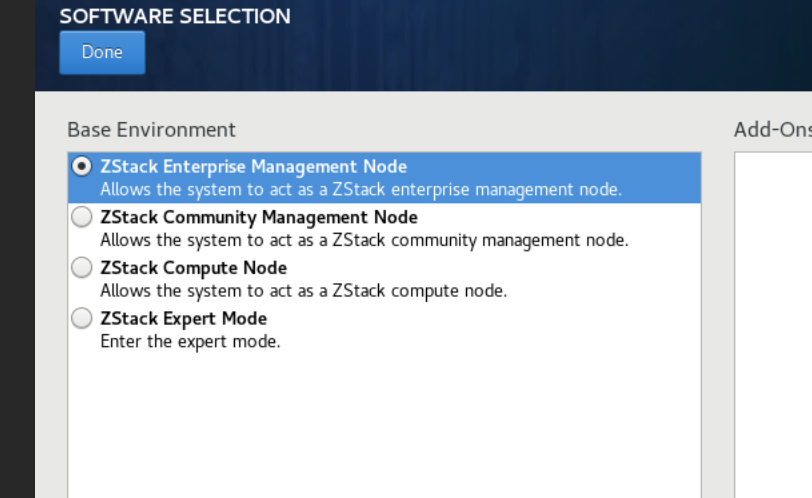 SOFTWARE SELECTION
Done
Base Environment
Add-Ons
ZStack Enterprise Management Node
Allows the system to act as a ZStack enterprise management node.
ZStack Community Management Node
Allows the system to act as a ZStack community management node.
ZStack Compute Node
Allows the system to act as a ZStack compute node.
ZStack Expert Mode
Enter the expert mode.